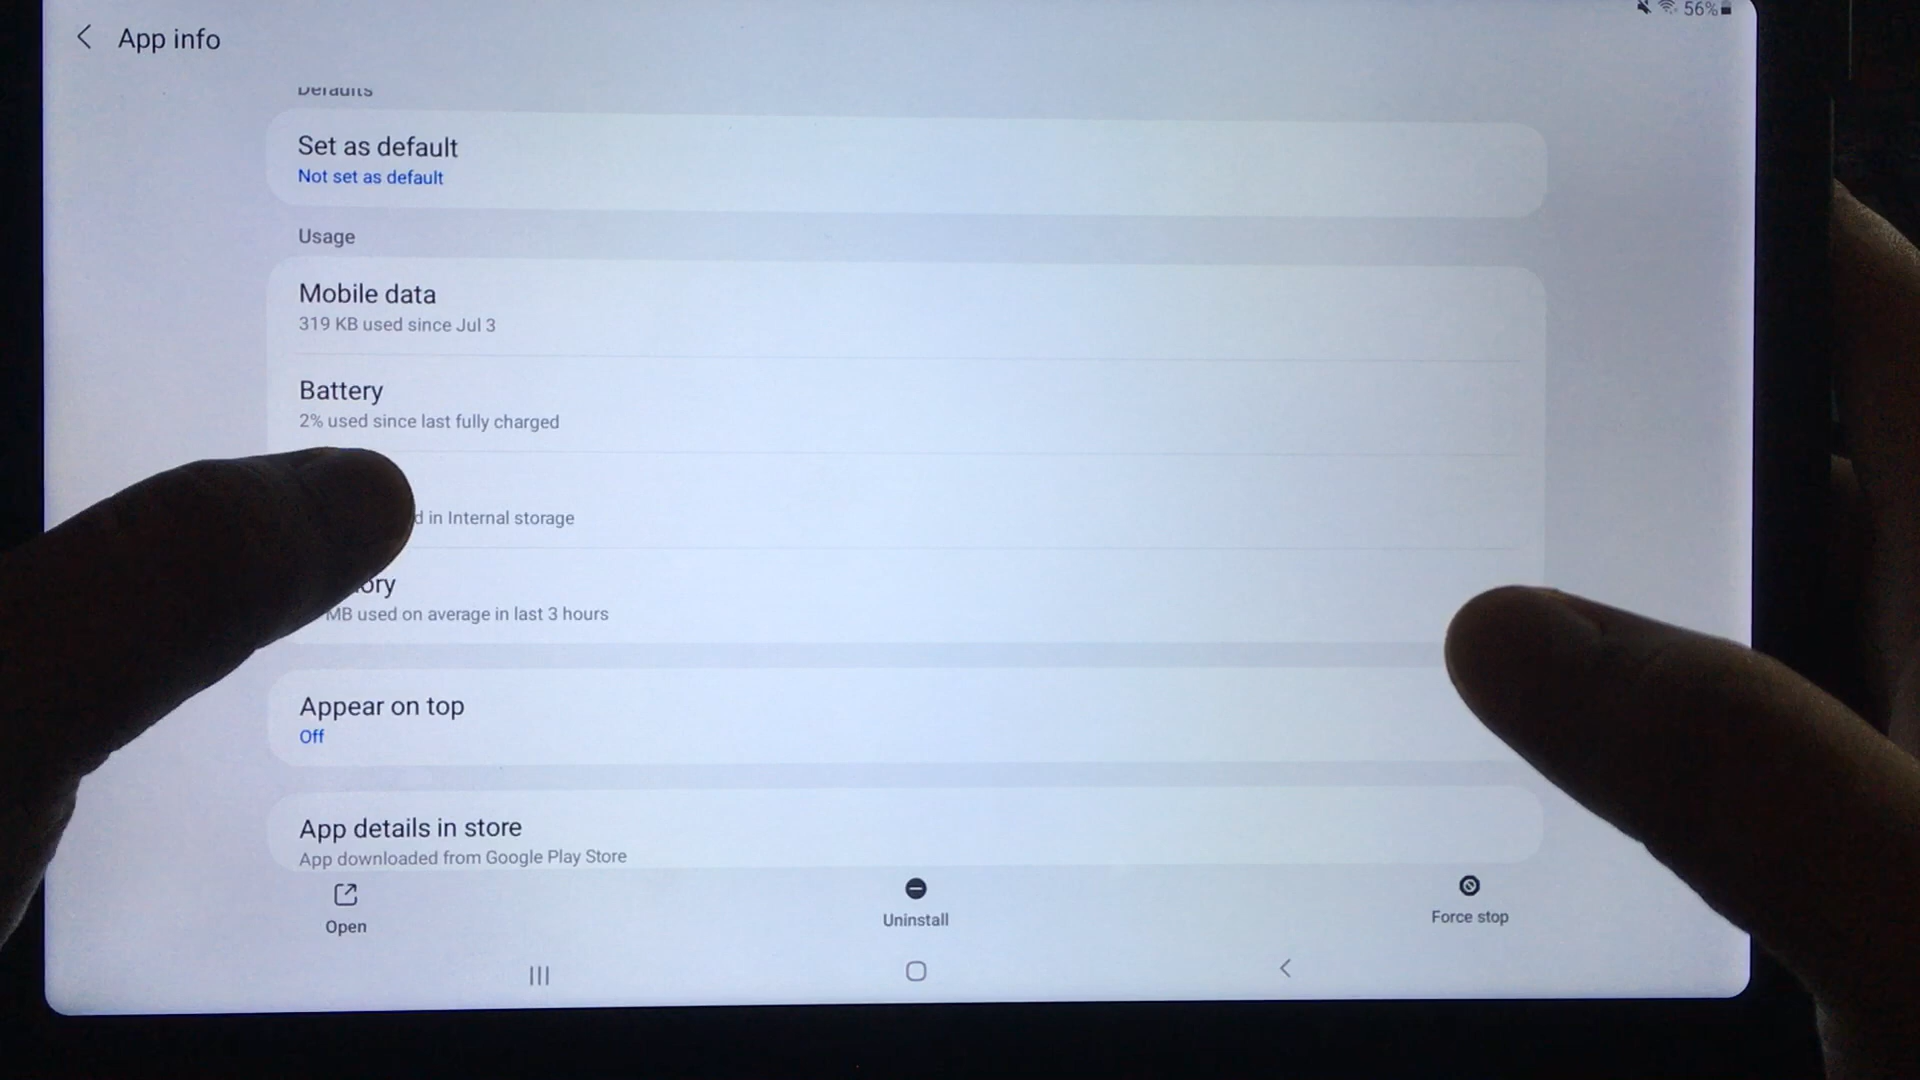 56%
App info
Defaults
Set as default
Not set as default
Usage
Mobile data
319 KB used since Jul 3
Battery
2% used since last fully charged
in Internal storage
MB used on average in last 3 hours
Appear on top
Off
App details in store
App downloaded from Google Play Store
Open
Uninstall
Force stop